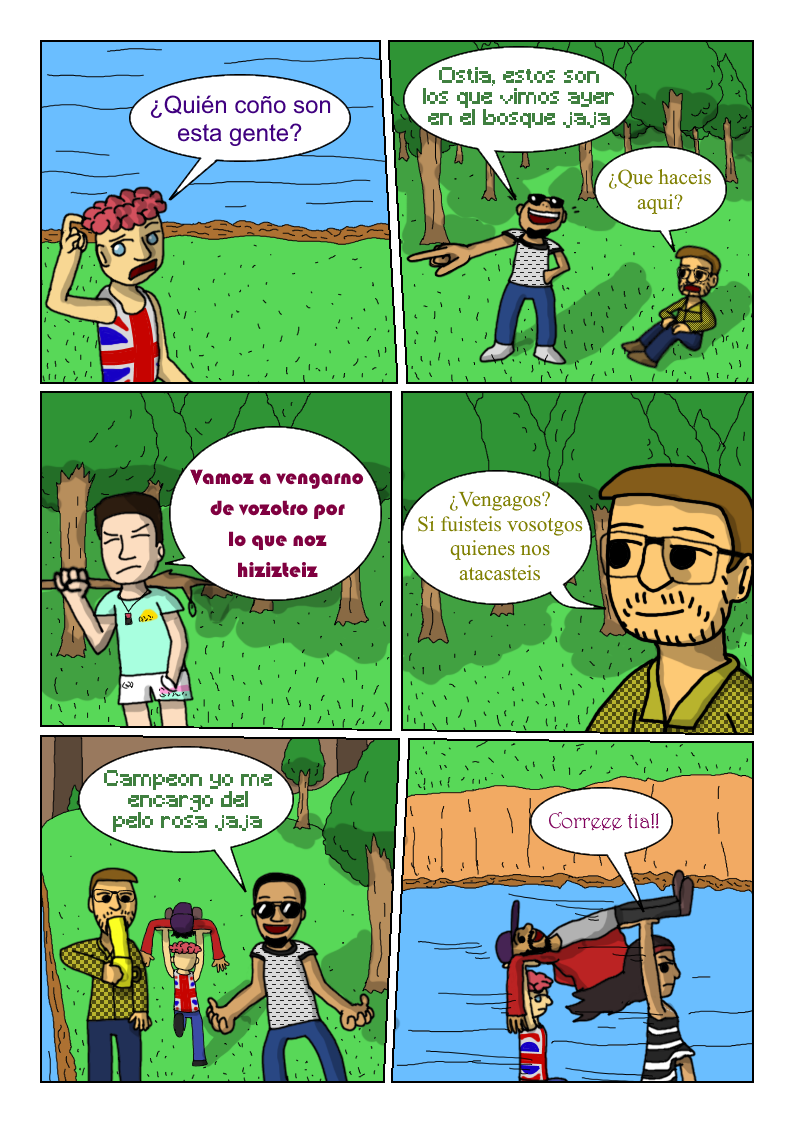 ¿Quién coño son
esta gente?
Ostia, estos son
los que vimos ayer
en el bosque jaja
¿Que haceis
aqui?
Vamoz a vengarno
de vozotro por
lo que noz
hizizteiz
¿Vengagos?
Si fuisteis vosotgos
quienes nos
atacasteis
Campeon yo me
encargo del
pelo rosa jaja
Correee tia!!